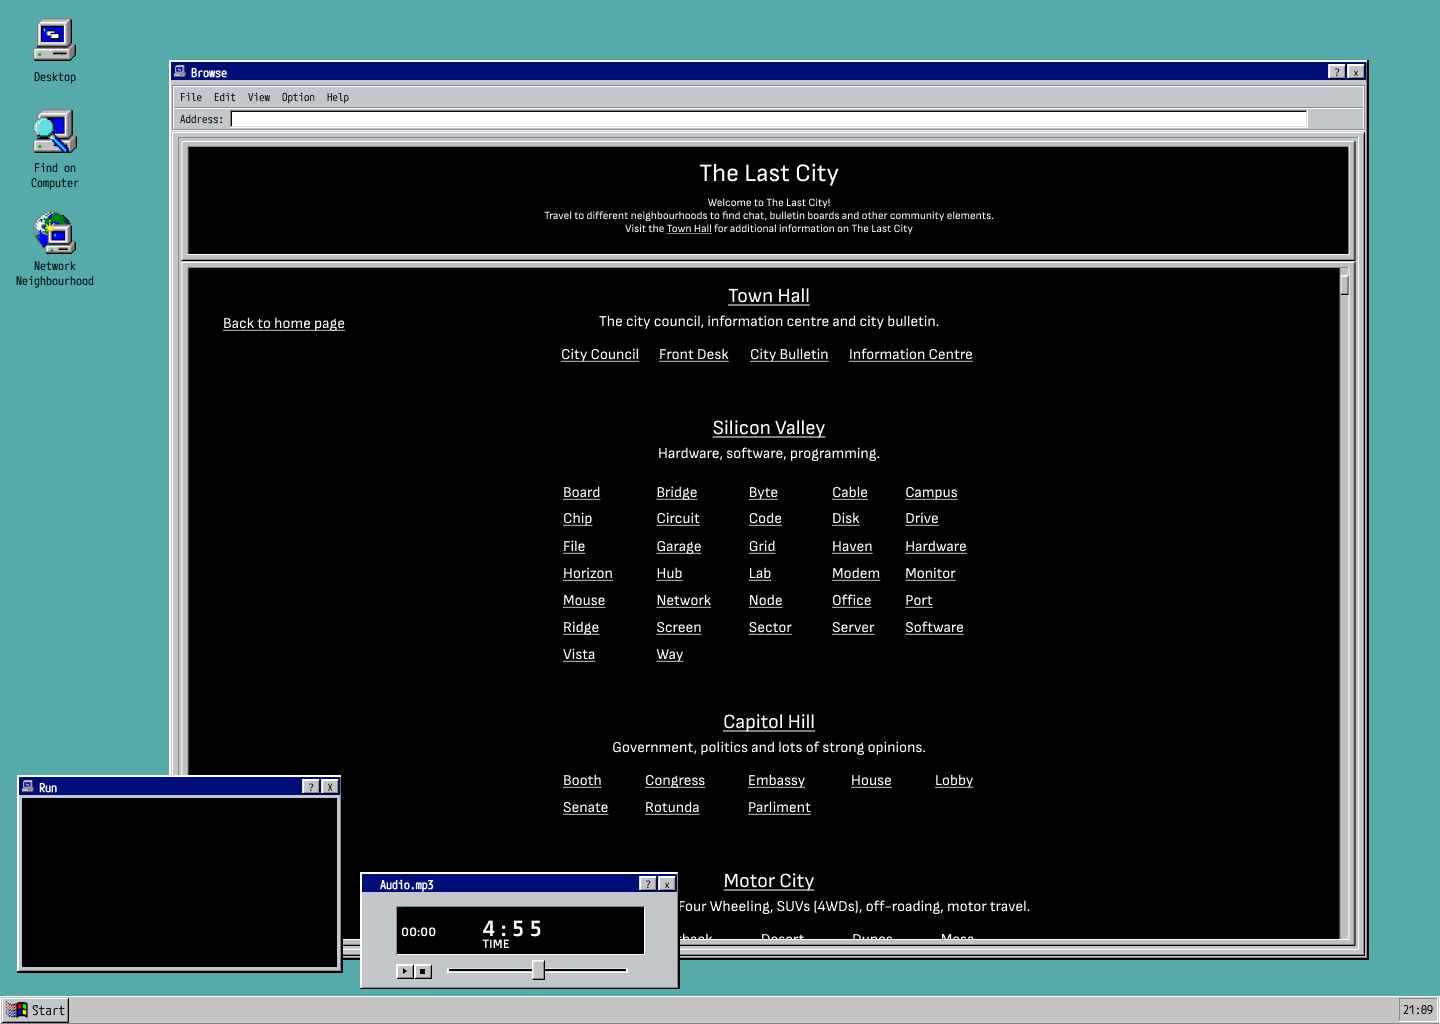 Desktop
Find on
Computer
Network
Neighbourhood
Browse
? x
File Edit View Option Help
Address:
The Last City
Welcome to The Last City!
Travel to different neighbourhoods to find chat, bulletin boards and other community elements.
Visit the Town Hall for additional information on The Last City
Back to home page
Town Hall
The city council, information centre and city bulletin.
City Council Front Desk City Bulletin Information Centre
Silicon Valley
Hardware, software, programming.
Board Bridge Byte Cable Campus
Chip Circuit Code Disk Drive
File Garage Grid Haven Hardware
Horizon Hub Lab Modem Monitor
Mouse Network Node Office Port
Ridge Screen Sector Server Software
Vista Way
Capitol Hill
Government, politics and lots of strong opinions.
Booth Congress Embassy House Lobby
Senate Rotunda Parliment
Motor City
Four Wheeling, SUVs (4WDs), off-roading, motor travel.
Desert Dunes Mesa
Run
? X
Audio.mp3
? x
00:00
4:55
TIME
Start
21:09